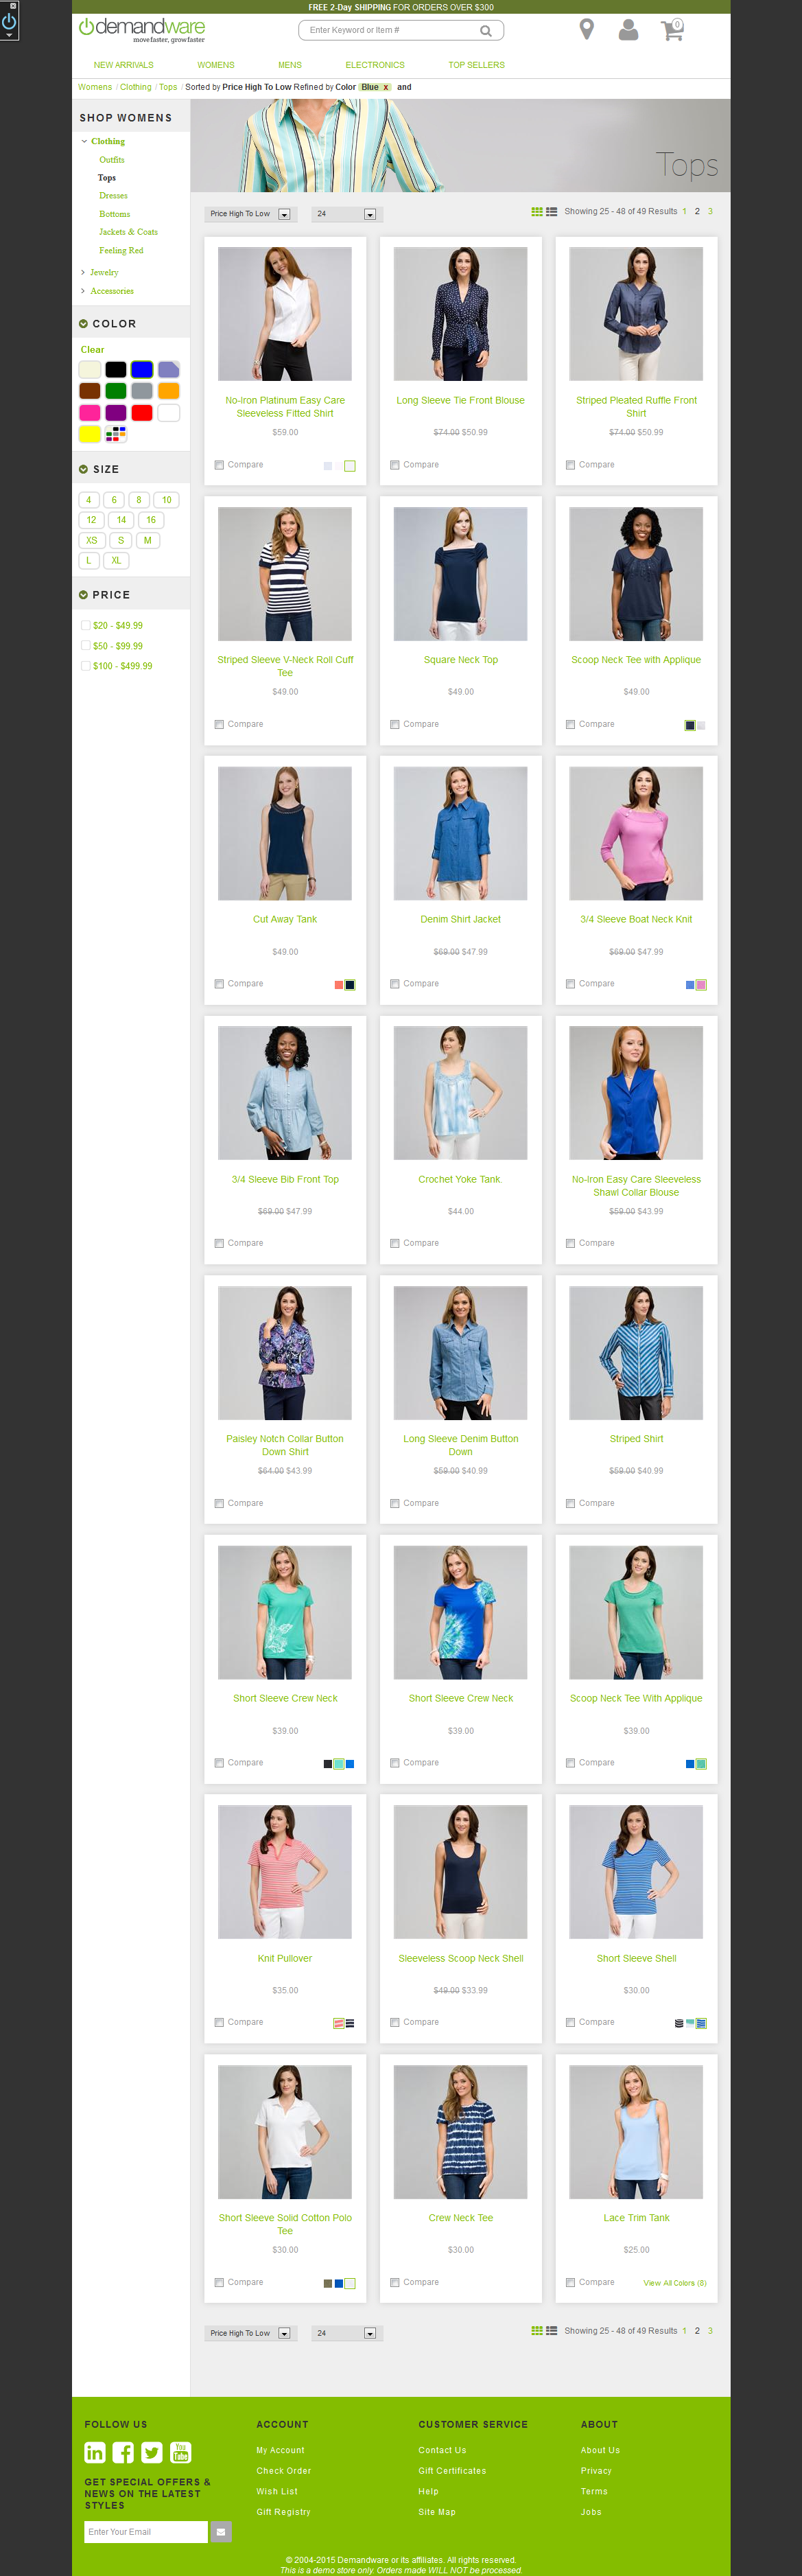 FREE 2-Day SHIPPING FOR ORDERS OVER $300
demandware
move faster, grow faster
Enter Keyword or Item #
0
NEW ARRIVALS WOMENS MENS ELECTRONICS TOP SELLERS
Womens / Clothing / Tops / Sorted by Price High To Low Refined by Color Blue x and
SHOP WOMENS
Clothing
Outfits
Tops
Dresses
Bottoms
Jackets & Coats
Feeling Red
Jewelry
Accessories
COLOR
Clear
SIZE
4 6 8 10
12 14 16
XS S M
L XL
PRICE
$20 - $49.99
$50 - $99.99
$100 - $499.99
Tops
Price High To Low 24 Showing 25 - 48 of 49 Results 1 2 3
No-Iron Platinum Easy Care Sleeveless Fitted Shirt
$59.00
Compare
Long Sleeve Tie Front Blouse
$74.00 $50.99
Compare
Striped Pleated Ruffle Front Shirt
$74.00 $50.99
Compare
Striped Sleeve V-Neck Roll Cuff Tee
$49.00
Compare
Square Neck Top
$49.00
Compare
Scoop Neck Tee with Applique
$49.00
Compare
Cut Away Tank
$49.00
Compare
Denim Shirt Jacket
$69.00 $47.99
Compare
3/4 Sleeve Boat Neck Knit
$69.00 $47.99
Compare
3/4 Sleeve Bib Front Top
$69.00 $47.99
Compare
Crochet Yoke Tank.
$44.00
Compare
No-Iron Easy Care Sleeveless Shawl Collar Blouse
$59.00 $43.99
Compare
Paisley Notch Collar Button Down Shirt
$64.00 $43.99
Compare
Long Sleeve Denim Button Down
$59.00 $40.99
Compare
Striped Shirt
$59.00 $40.99
Compare
Short Sleeve Crew Neck
$39.00
Compare
Short Sleeve Crew Neck
$39.00
Compare
Scoop Neck Tee With Applique
$39.00
Compare
Knit Pullover
$35.00
Compare
Sleeveless Scoop Neck Shell
$49.00 $33.99
Compare
Short Sleeve Shell
$30.00
Compare
Short Sleeve Solid Cotton Polo Tee
$30.00
Compare
Crew Neck Tee
$30.00
Compare
Lace Trim Tank
$25.00
Compare View All Colors (8)
Price High To Low 24 Showing 25 - 48 of 49 Results 1 2 3
FOLLOW US
in f You Tube
GET SPECIAL OFFERS &
NEWS ON THE LATEST
STYLES
Enter Your Email
ACCOUNT
My Account
Check Order
Wish List
Gift Registry
CUSTOMER SERVICE
Contact Us
Gift Certificates
Help
Site Map
ABOUT
About Us
Privacy
Terms
Jobs
© 2004-2015 Demandware or its affiliates. All rights reserved.
This is a demo store only. Orders made WILL NOT be processed.